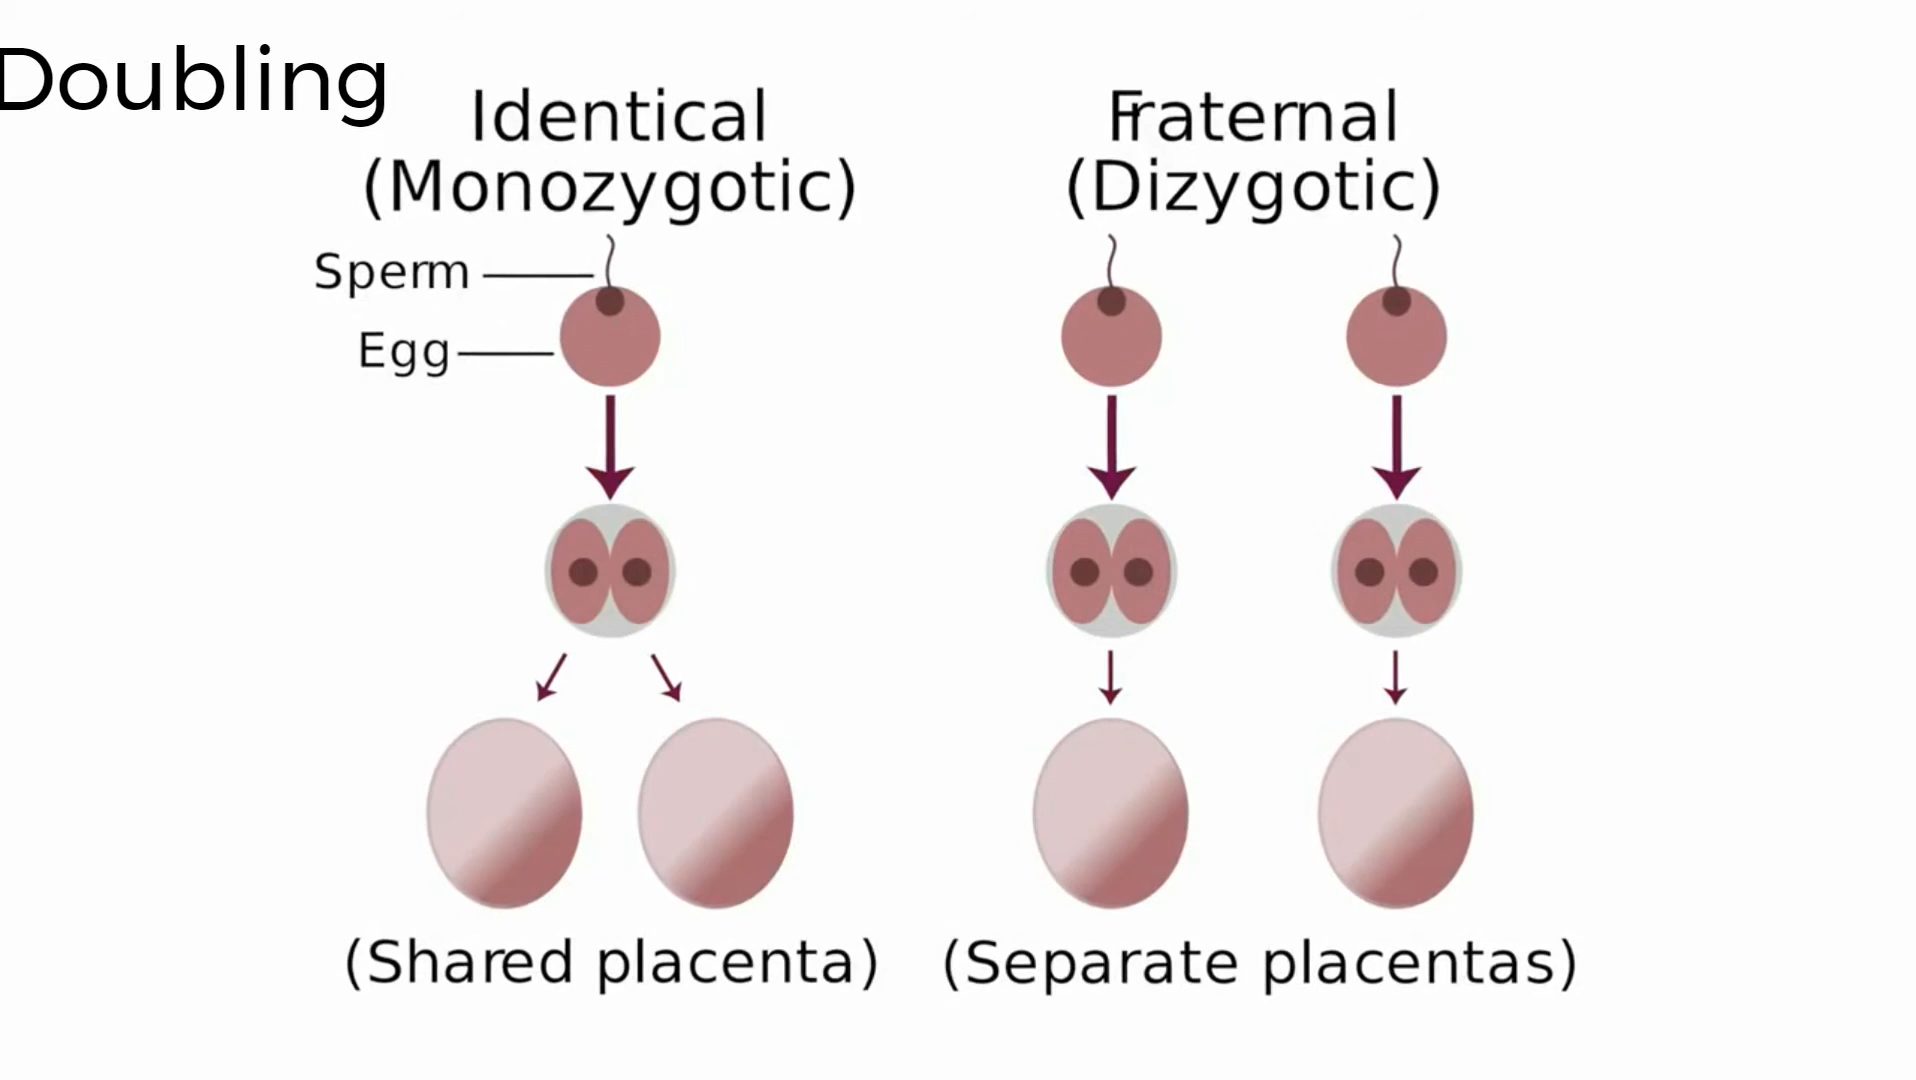 Doubling
Identical
(Monozygotic)
Fraternal
(Dizygotic)
Sperm
Egg
(Shared placenta)
(Separate placentas)